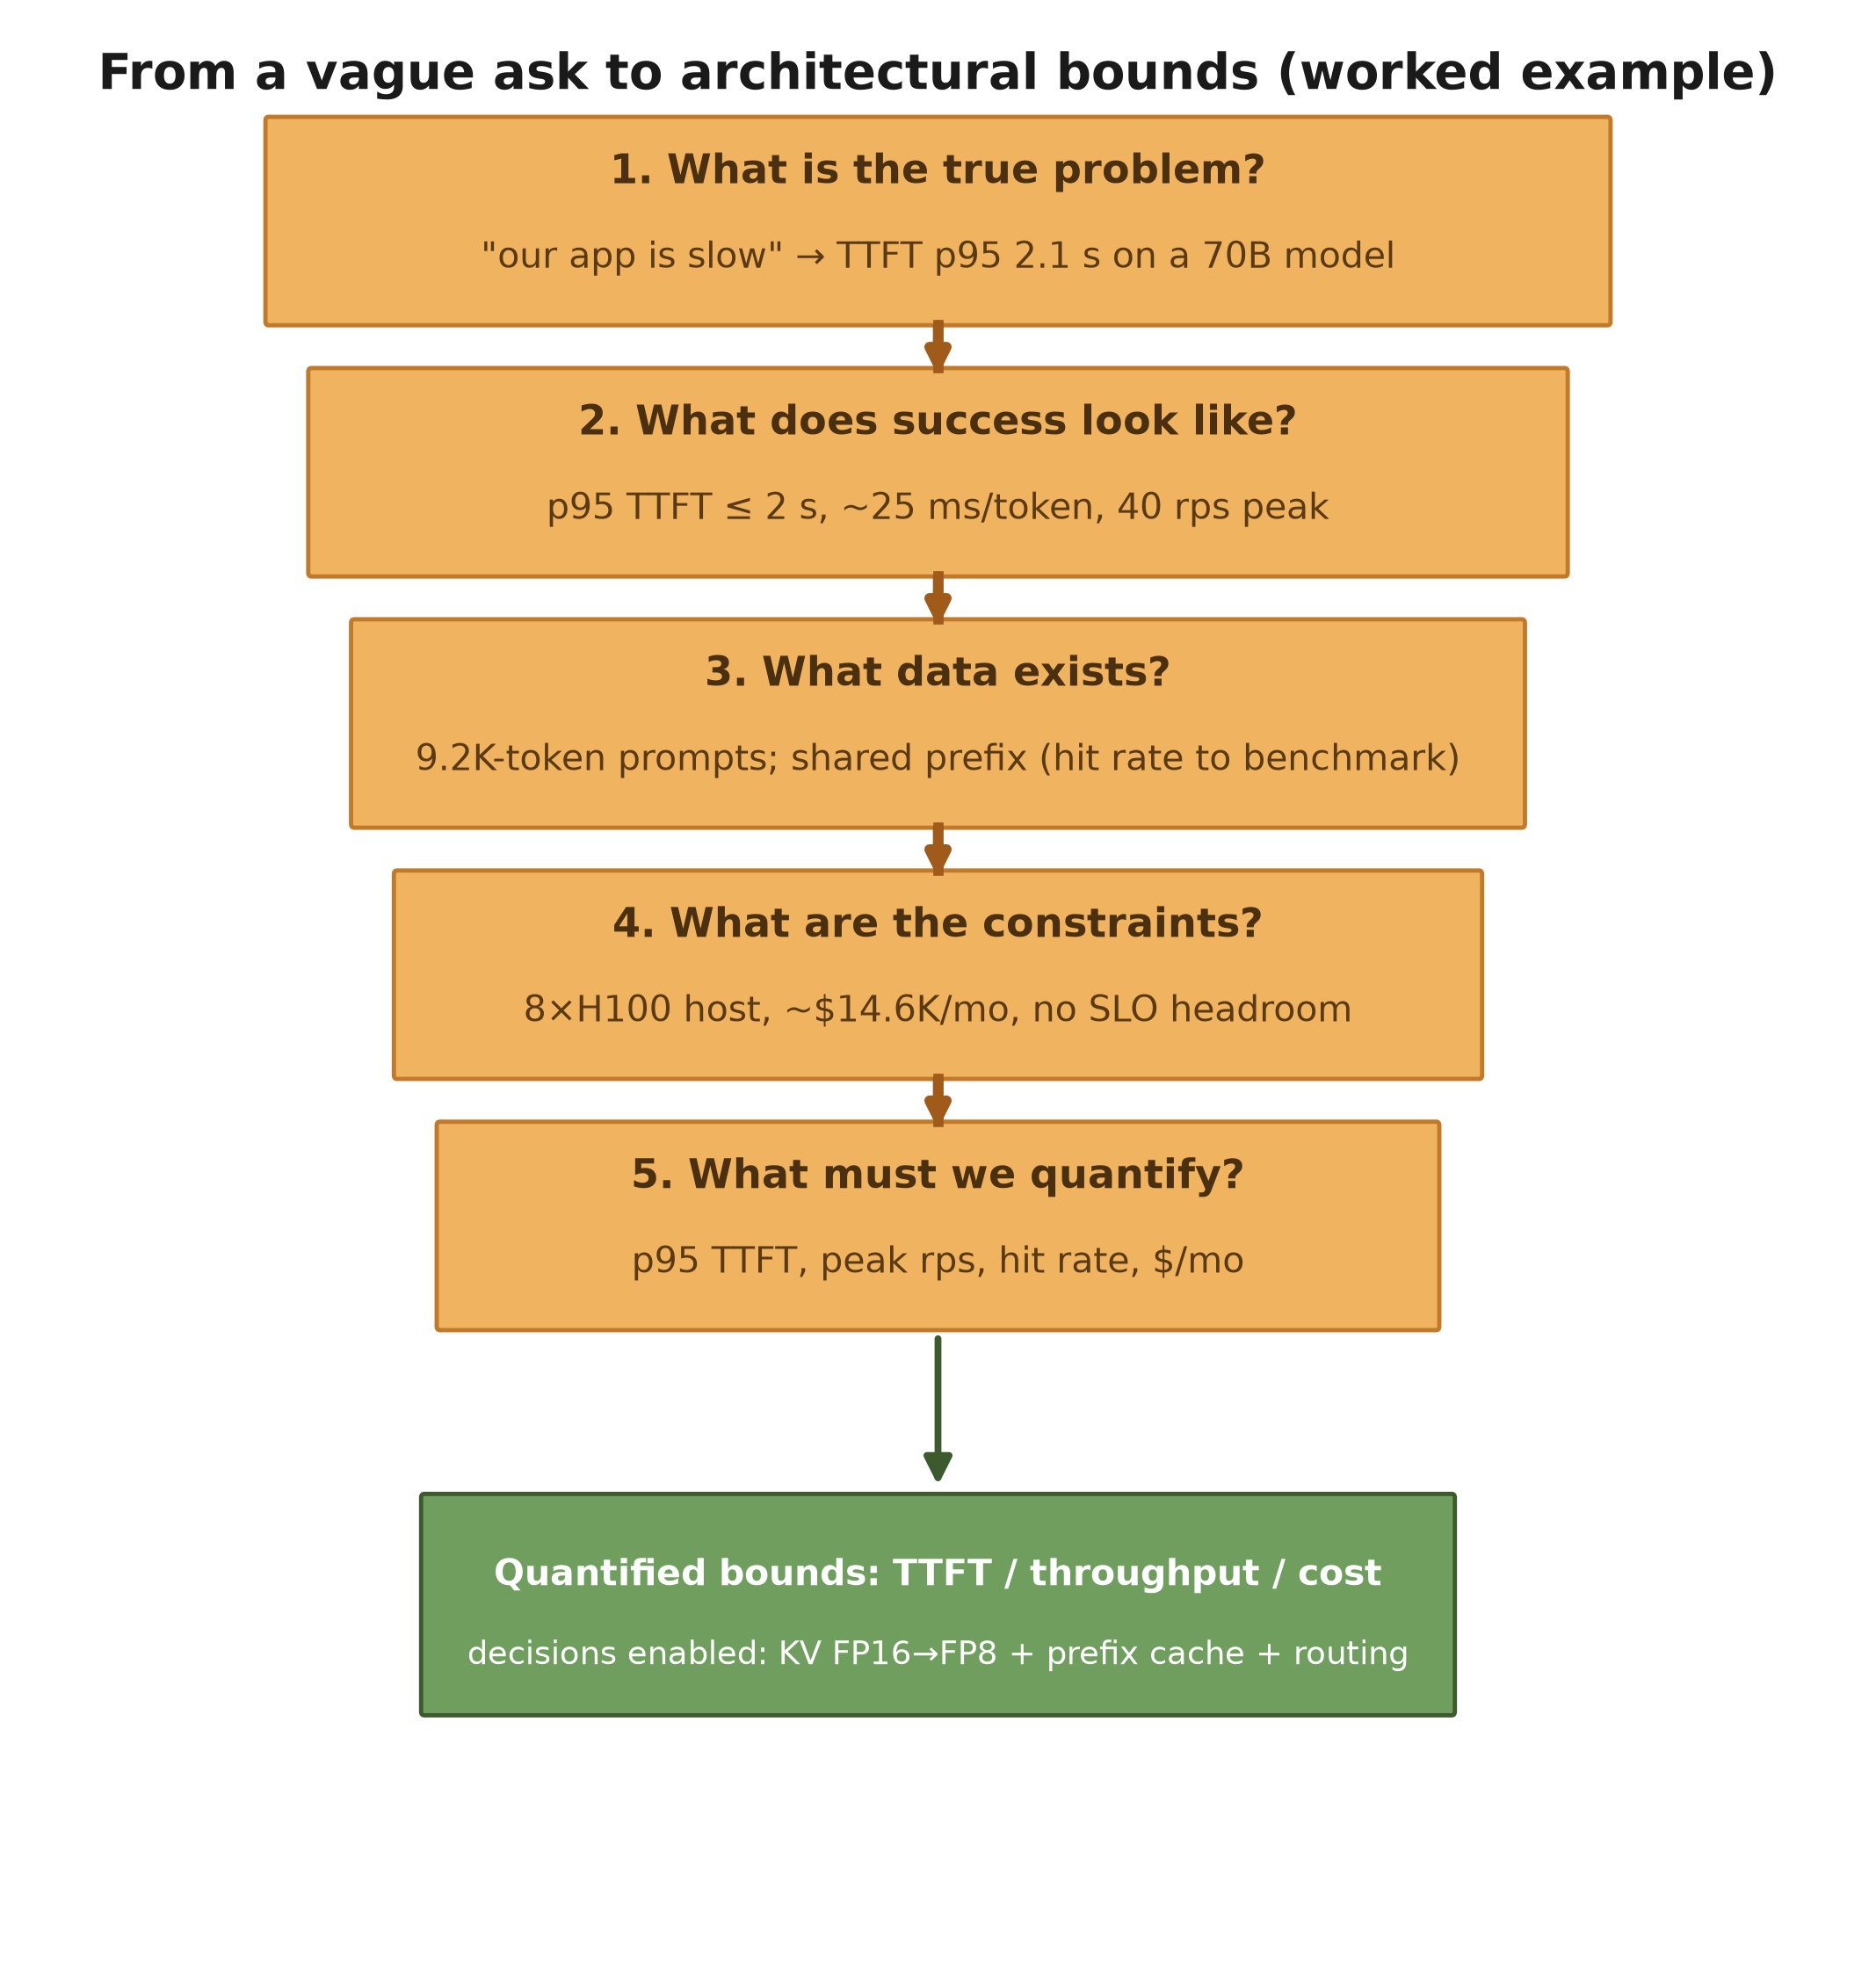 From a vague ask to architectural bounds (worked example)
1. What is the true problem?
"our app is slow" → TTFT p95 2.1 s on a 70B model
2. What does success look like?
p95 TTFT ≤ 2 s, ~25 ms/token, 40 rps peak
3. What data exists?
9.2K-token prompts; shared prefix (hit rate to benchmark)
4. What are the constraints?
8×H100 host, ~$14.6K/mo, no SLO headroom
5. What must we quantify?
p95 TTFT, peak rps, hit rate, $/mo
Quantified bounds: TTFT / throughput / cost
decisions enabled: KV FP16→FP8 + prefix cache + routing